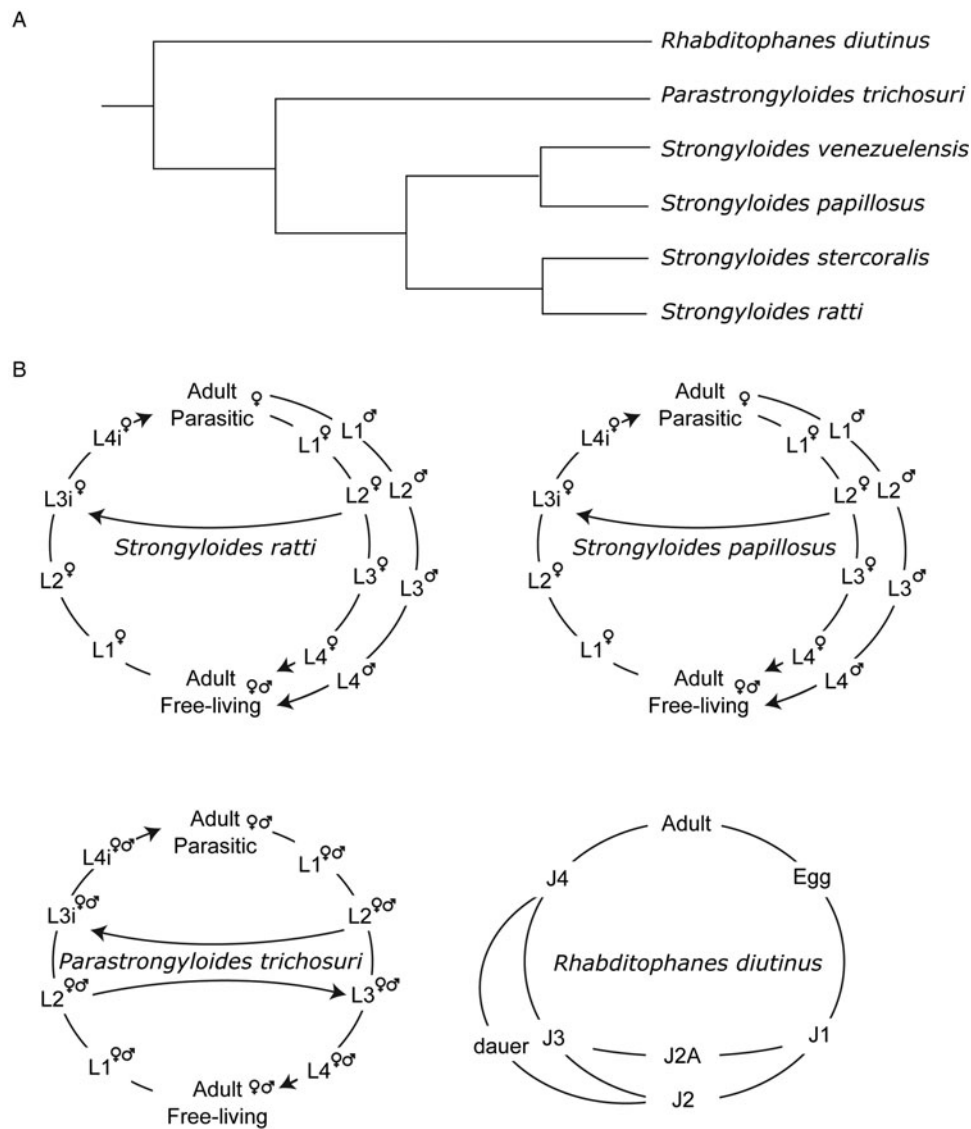 A
Rhabditophanes diutinus
Parastrongyloides trichosuri
Strongyloides venezuelensis
Strongyloides papillosus
Strongyloides stercoralis
Strongyloides ratti
B
Adult ♀
Parasitic
L1♂
L1♀
L2♂
L2♀
L3♂
L3♀
L4♀
L4♂
Adult ♀♂
Free-living
L1♀
L2♀
L3i♀
L4i♀
Strongyloides ratti
Adult ♀
Parasitic
L1♂
L1♀
L2♂
L2♀
L3♂
L3♀
L4♀
L4♂
Adult ♀♂
Free-living
L1♀
L2♀
L3i♀
L4i♀
Strongyloides papillosus
Adult ♀♂
Parasitic
L1♀♂
L2♀♂
L3♀♂
L4♀♂
Adult ♀♂
Free-living
L1♀♂
L2♀♂
L3i♀♂
L4i♀♂
Parastrongyloides trichosuri
Adult
Egg
J1
J2
J2A
J3
dauer
J4
Rhabditophanes diutinus